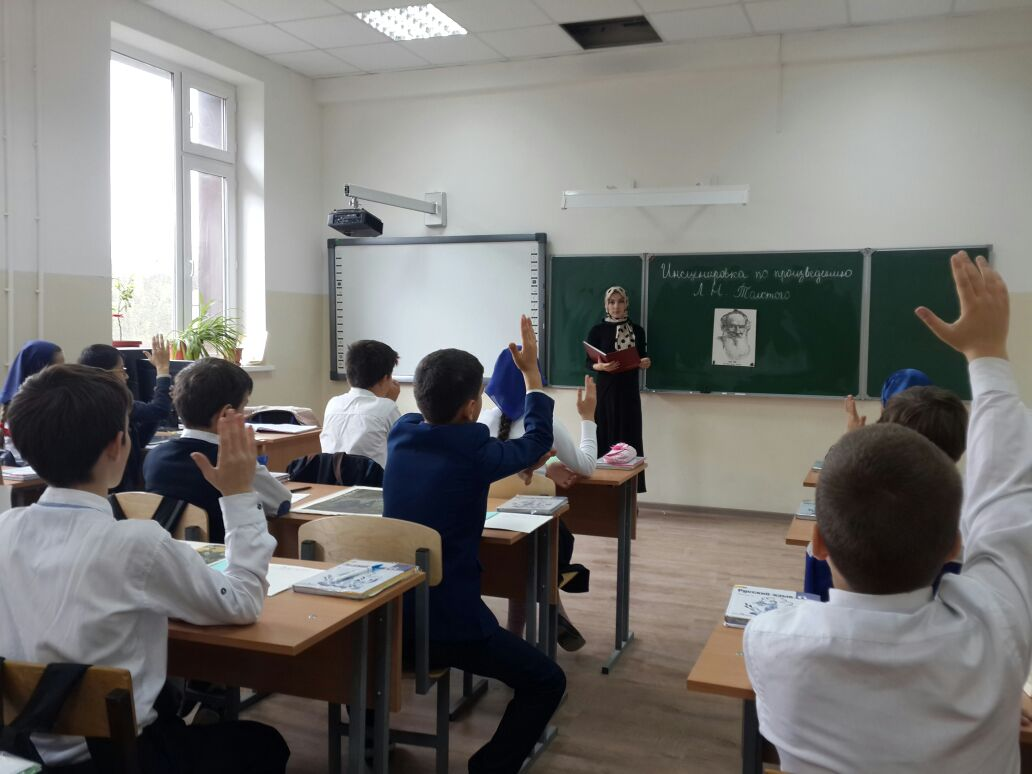 Инсценировка по произведению
Л. Н. Толстого
Русский язык